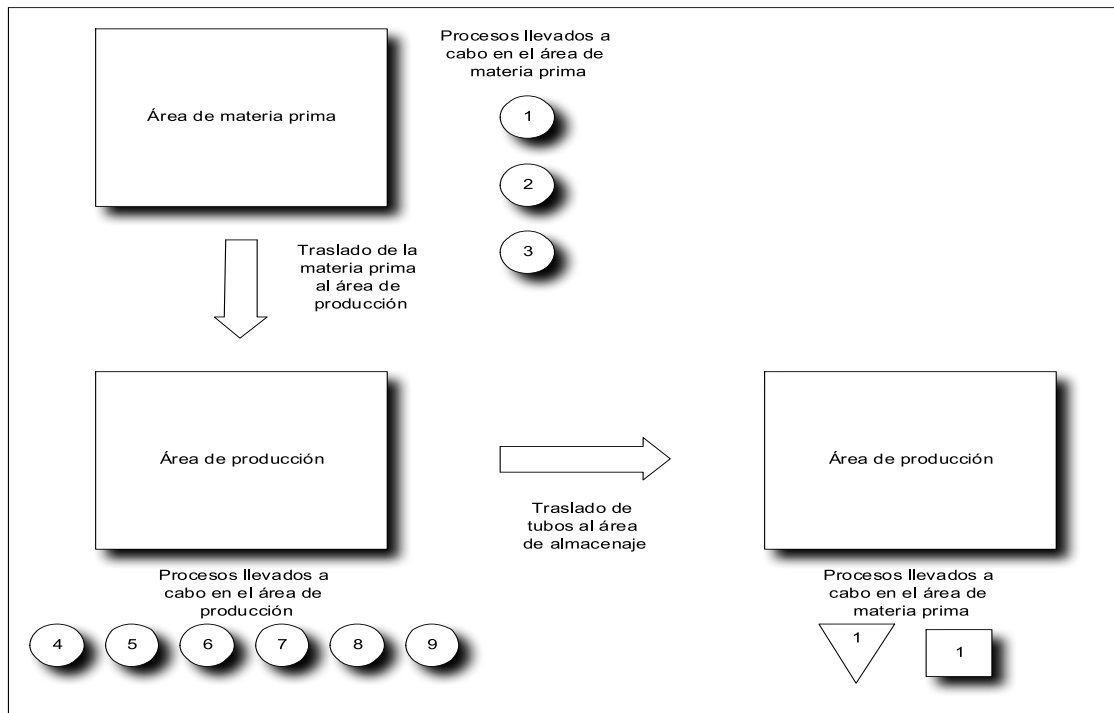 Área de materia prima
Procesos llevados a
cabo en el área de
materia prima
1
2
3
Traslado de la
materia prima
al área de
producción
Área de producción
Traslado de
tubos al área
de almacenaje
Área de producción
Procesos llevados a
cabo en el área de
producción
4 5 6 7 8 9
Procesos llevados a
cabo en el área de
materia prima
1 1